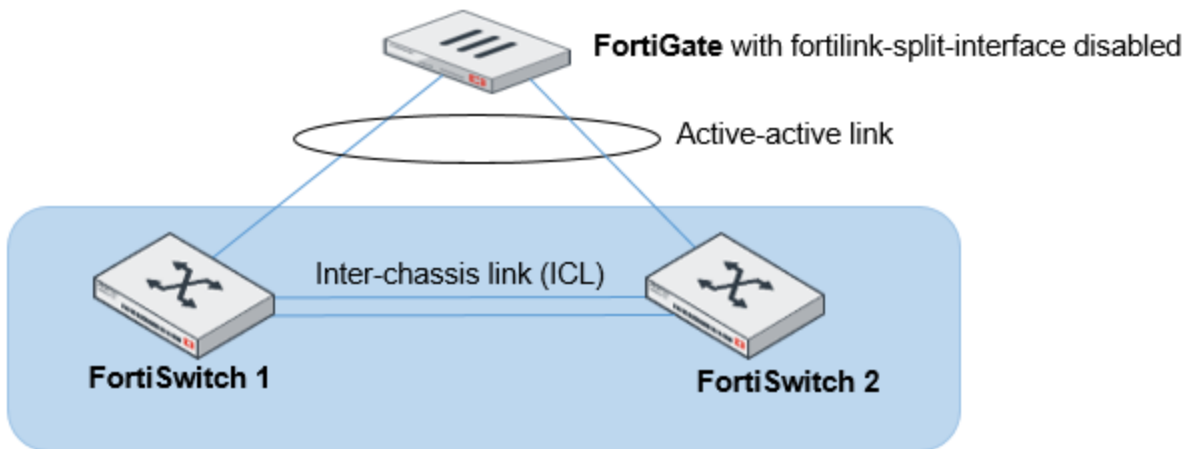 FortiGate with fortilink-split-interface disabled
Active-active link
Inter-chassis link (ICL)
FortiSwitch 1
FortiSwitch 2